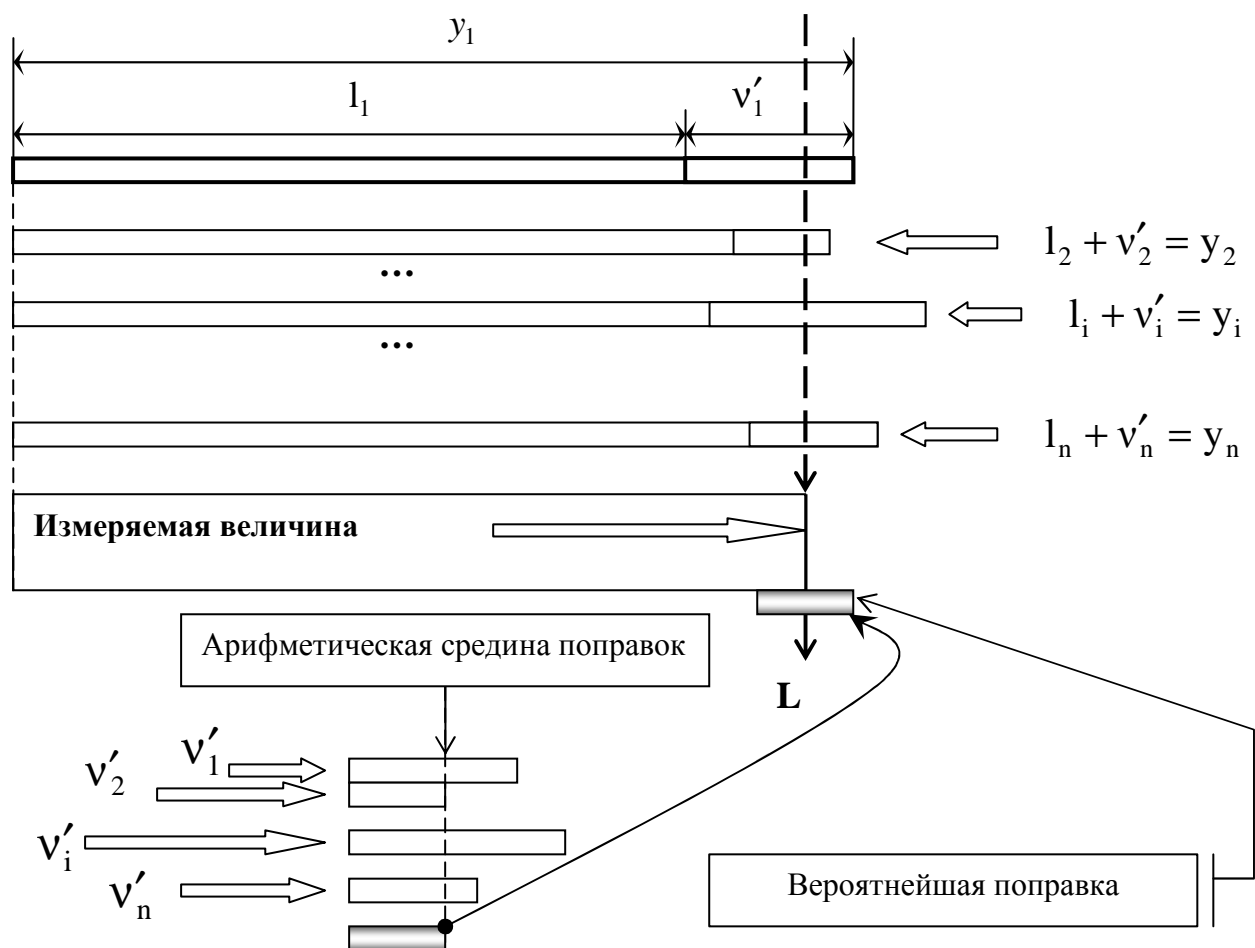 y₁
l₁
ν′₁
l₂ + ν′₂ = y₂
...
lᵢ + ν′ᵢ = yᵢ
...
lₙ + ν′ₙ = yₙ
Измеряемая величина
Арифметическая средина поправок
L
ν′₁
ν′₂
ν′ᵢ
ν′ₙ
Вероятнейшая поправка